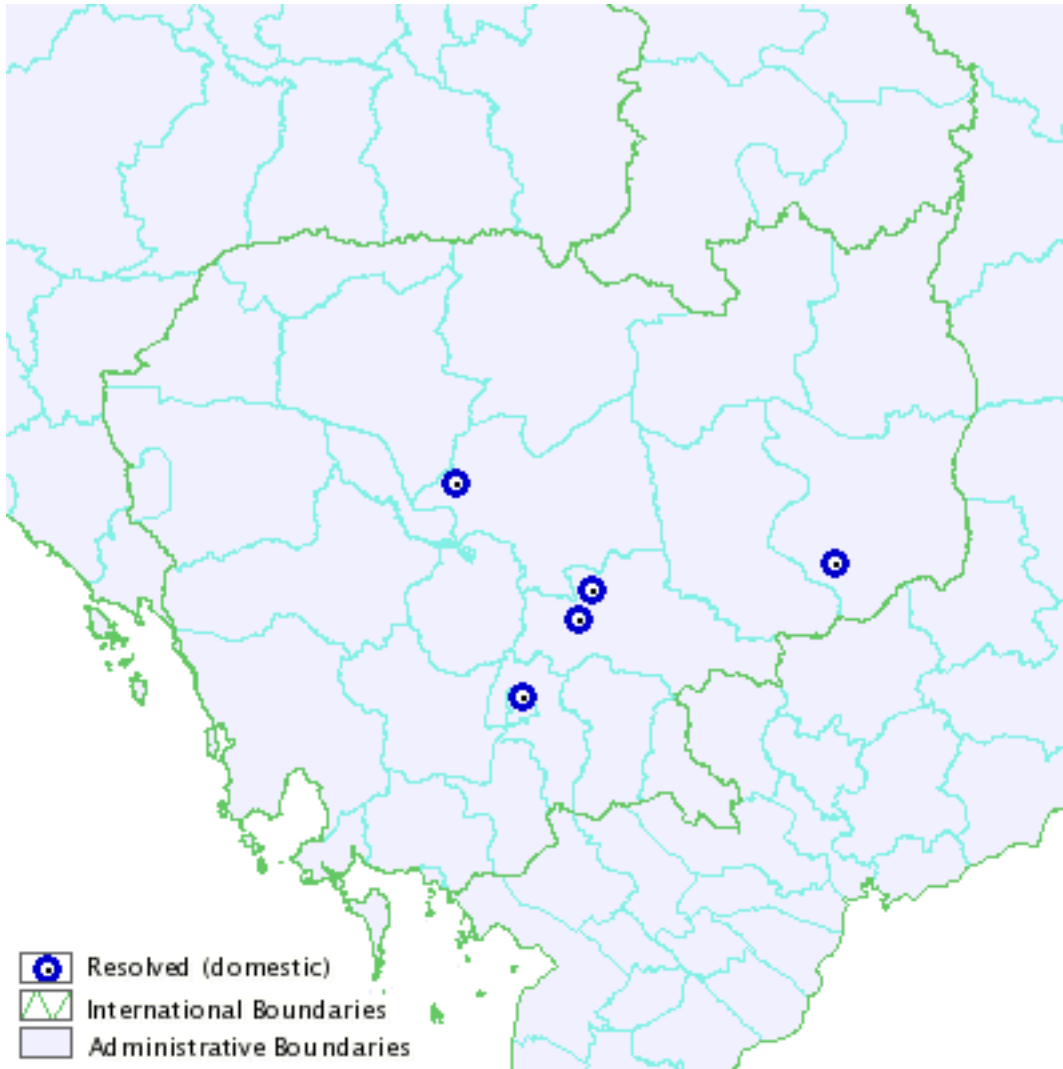 Resolved (domestic)
International Boundaries
Administrative Boundaries